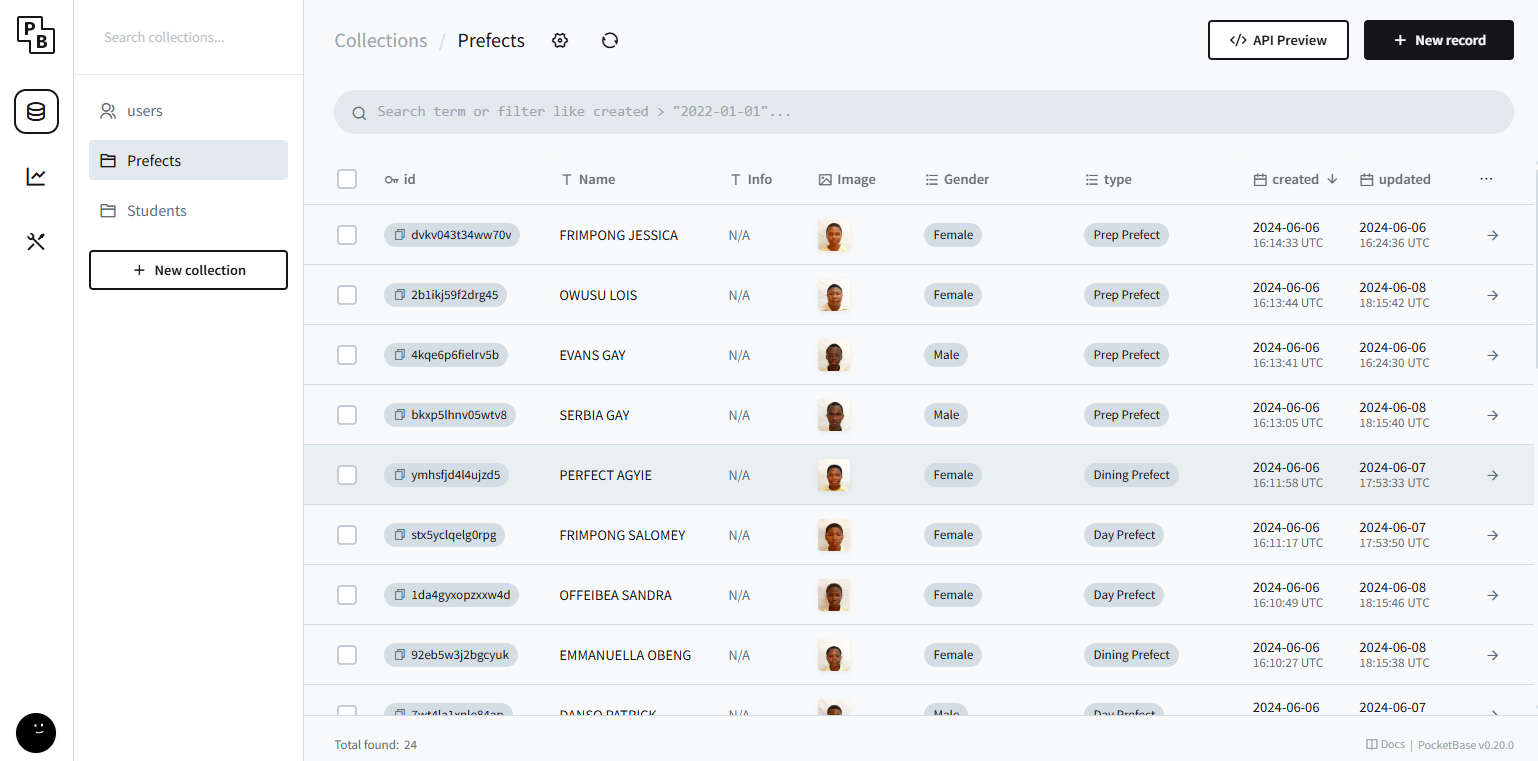 PB
Search collections...
users
Prefects
Students
+ New collection
Collections / Prefects
</> API Preview
+ New record
Search term or filter like created > "2022-01-01"...
id Name Info Image Gender type created updated
dvkv043t34ww70v FRIMPONG JESSICA N/A Female Prep Prefect 2024-06-06 16:14:33 UTC 2024-06-06 16:24:36 UTC
2b1ikj59f2drg45 OWUSU LOIS N/A Female Prep Prefect 2024-06-06 16:13:44 UTC 2024-06-08 18:15:42 UTC
4kqe6p6fielrv5b EVANS GAY N/A Male Prep Prefect 2024-06-06 16:13:41 UTC 2024-06-06 16:24:30 UTC
bkxp5lhnv05wtv8 SERBIA GAY N/A Male Prep Prefect 2024-06-06 16:13:05 UTC 2024-06-08 18:15:40 UTC
ymhsfjd4l4ujzd5 PERFECT AGYIE N/A Female Dining Prefect 2024-06-06 16:11:58 UTC 2024-06-07 17:53:33 UTC
stx5yclqelg0rpg FRIMPONG SALOMEY N/A Female Day Prefect 2024-06-06 16:11:17 UTC 2024-06-07 17:53:50 UTC
1da4gyxopzxxw4d OFFEIBEA SANDRA N/A Female Day Prefect 2024-06-06 16:10:49 UTC 2024-06-08 18:15:46 UTC
92eb5w3j2bgcyuk EMMANUELLA OBENG N/A Female Dining Prefect 2024-06-06 16:10:27 UTC 2024-06-08 18:15:38 UTC
DANSO PATRICK N/A Male Day Prefect 2024-06-06 2024-06-07
Total found: 24
Docs | PocketBase v0.20.0